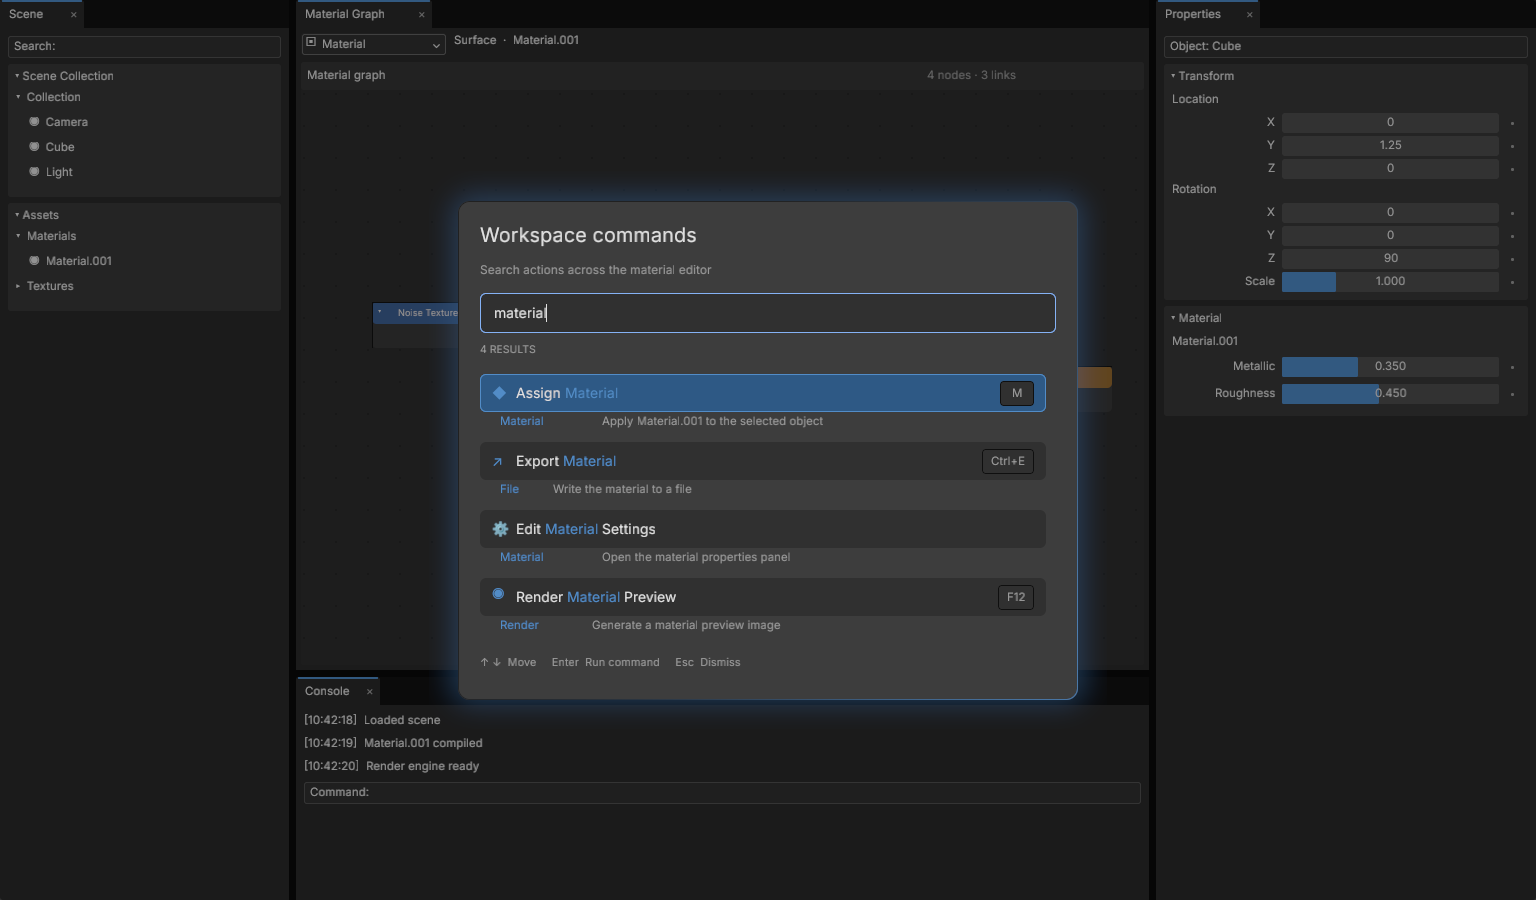 Scene ×
Search:
Scene Collection
Collection
Camera
Cube
Light
Assets
Materials
Material.001
Textures
Material Graph ×
Material
Surface · Material.001
Material graph
4 nodes · 3 links
Noise Texture
Workspace commands
Search actions across the material editor
material
4 RESULTS
Assign Material M
Material Apply Material.001 to the selected object
Export Material Ctrl+E
File Write the material to a file
Edit Material Settings
Material Open the material properties panel
Render Material Preview F12
Render Generate a material preview image
↑ ↓ Move Enter Run command Esc Dismiss
Console ×
[10:42:18] Loaded scene
[10:42:19] Material.001 compiled
[10:42:20] Render engine ready
Command:
Properties ×
Object: Cube
Transform
Location
X 0
Y 1.25
Z 0
Rotation
X 0
Y 0
Z 90
Scale 1.000
Material
Material.001
Metallic 0.350
Roughness 0.450